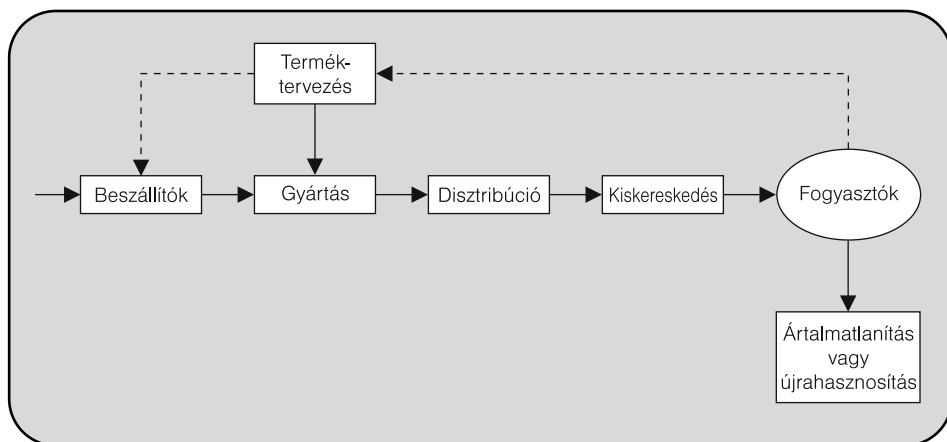 Termék-
tervezés
Beszállítók
Gyártás
Disztribúció
Kiskereskedés
Fogyasztók
Ártalmatlanítás
vagy
újrahasznosítás